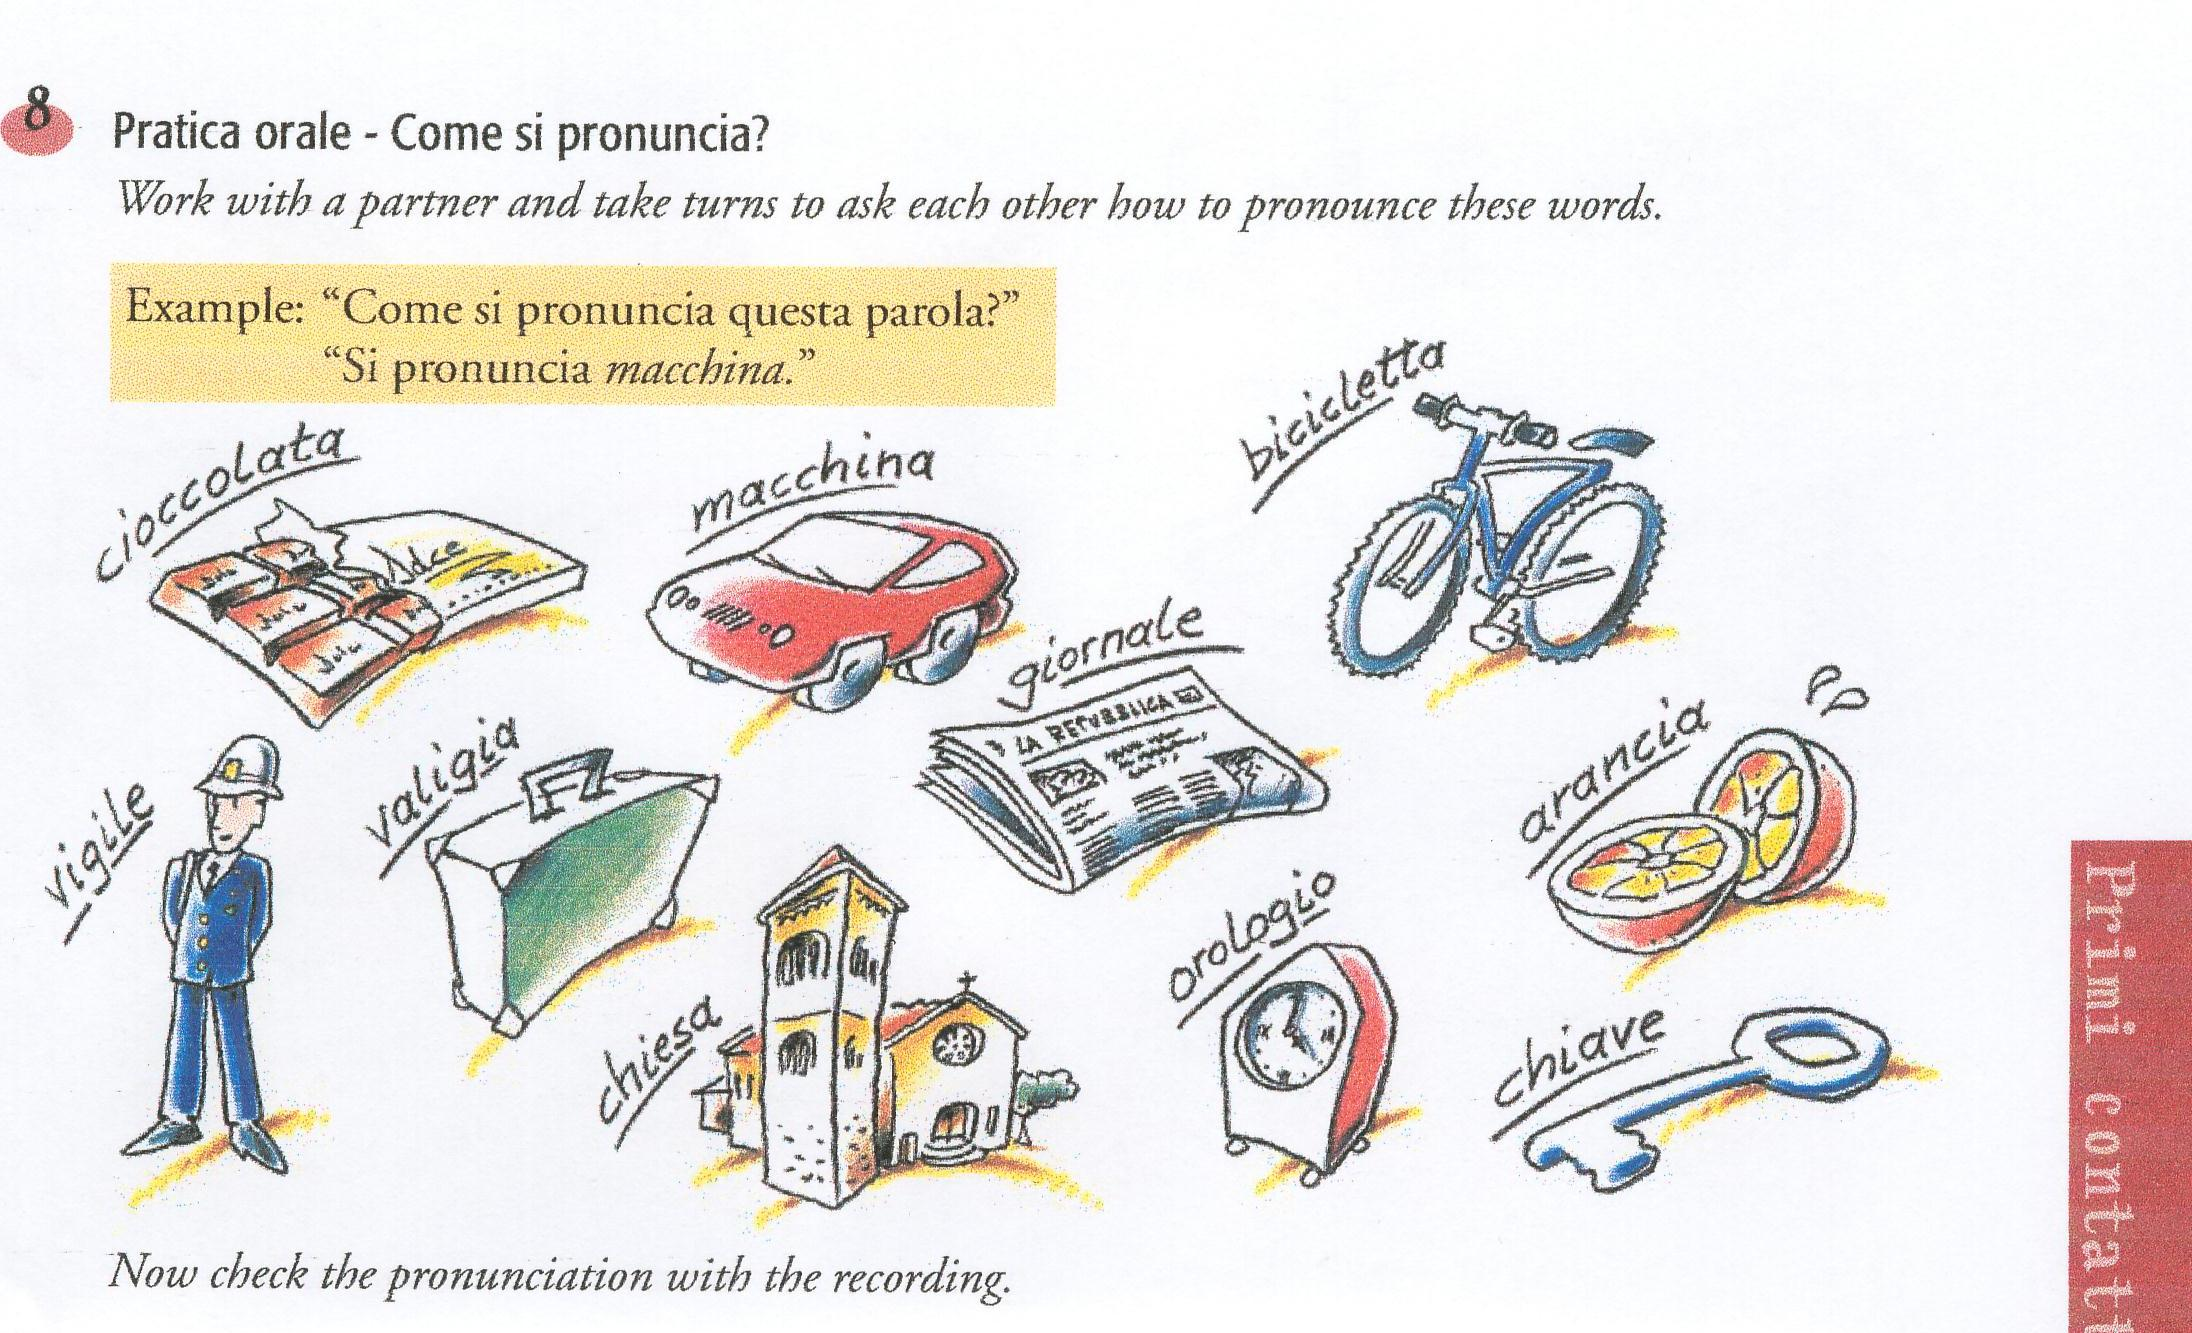 8
Pratica orale - Come si pronuncia?
Work with a partner and take turns to ask each other how to pronounce these words.
Example: “Come si pronuncia questa parola?”
“Si pronuncia macchina.”
bicicletta
cioccolata
macchina
giornale
LA REPUBBLICA
arancia
valigia
vigile
orologio
chiesa
chiave
Now check the pronunciation with the recording.
Primi contatt